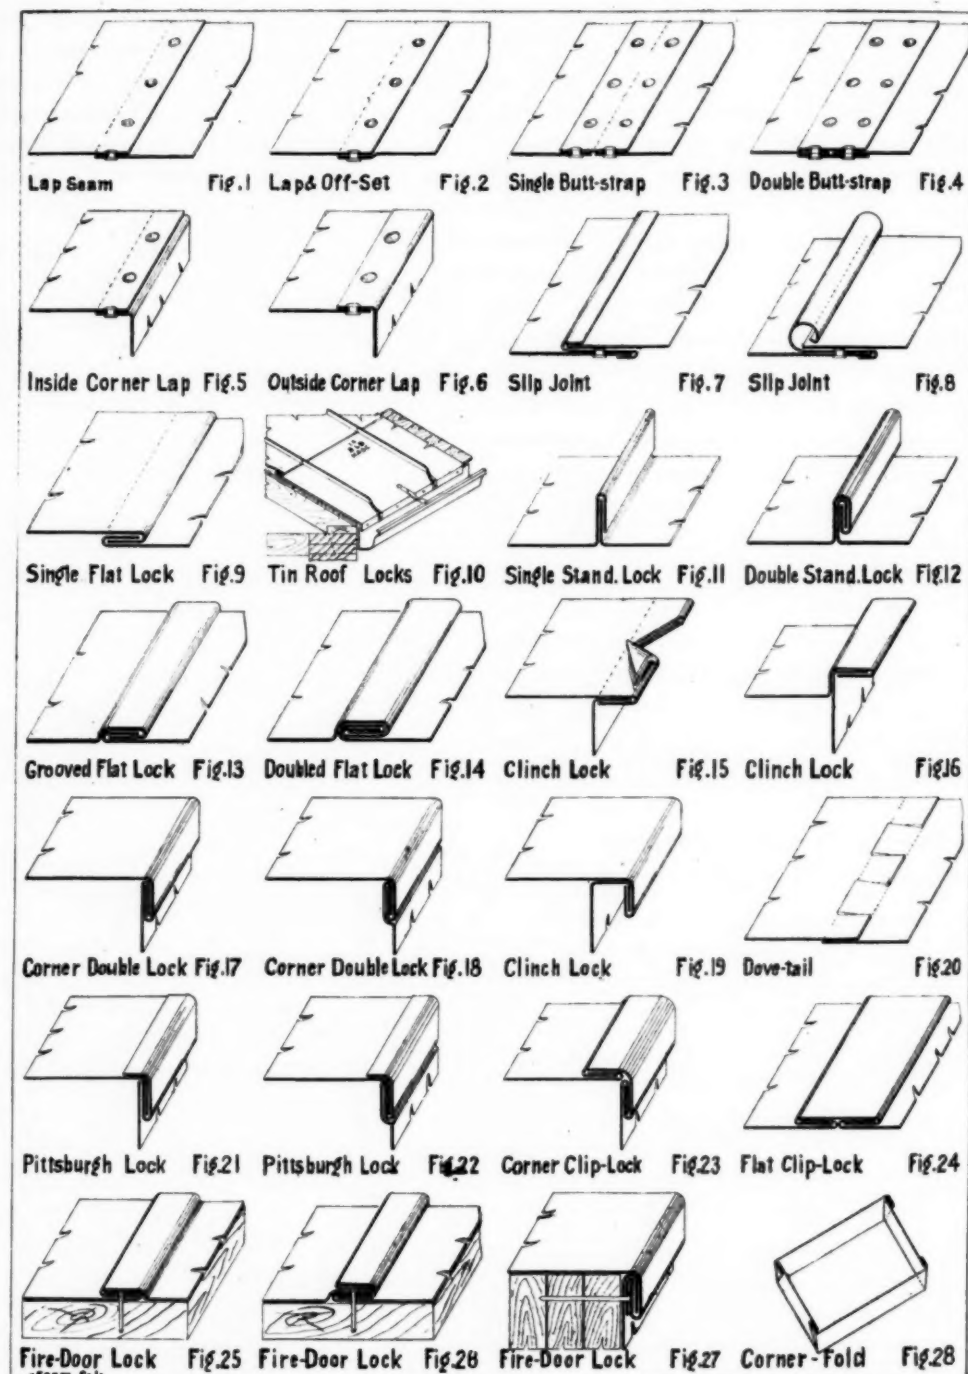 Lap Seam Fig.1 Lap & Off-Set Fig.2 Single Butt-strap Fig.3 Double Butt-strap Fig.4
Inside Corner Lap Fig.5 Outside Corner Lap Fig.6 Slip Joint Fig.7 Slip Joint Fig.8
Single Flat Lock Fig.9 Tin Roof Locks Fig.10 Single Stand. Lock Fig.11 Double Stand. Lock Fig.12
Grooved Flat Lock Fig.13 Doubled Flat Lock Fig.14 Clinch Lock Fig.15 Clinch Lock Fig.16
Corner Double Lock Fig.17 Corner Double Lock Fig.18 Clinch Lock Fig.19 Dove-tail Fig.20
Pittsburgh Lock Fig.21 Pittsburgh Lock Fig.22 Corner Clip-Lock Fig.23 Flat Clip-Lock Fig.24
Fire-Door Lock Fig.25 Fire-Door Lock Fig.26 Fire-Door Lock Fig.27 Corner-Fold Fig.28